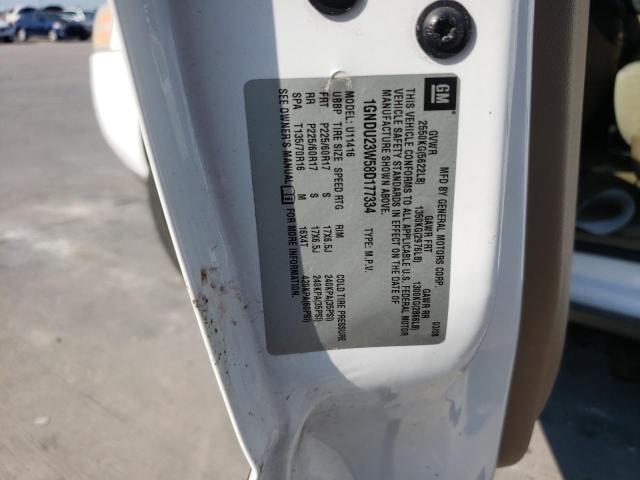 GM
MFD BY GENERAL MOTORS CORP.
03/08
GVWR GAWR FRT GAWR RR
2550KG(5622LB) 1350KG(2976LB) 1300KG(2866LB)
THIS VEHICLE CONFORMS TO ALL APPLICABLE U.S. FEDERAL MOTOR
VEHICLE SAFETY STANDARDS IN EFFECT ON THE DATE OF
MANUFACTURE SHOWN ABOVE.
1GNDU23W58D177334 TYPE: M.P.V.
MODEL: U11416
UBBP TIRE SIZE SPEED RTG RIM COLD TIRE PRESSURE
FRT P225/60R17 S 17X6.5J 240KPA(35PSI)
RR P225/60R17 S 17X6.5J 240KPA(35PSI)
SPA T135/70R16 M 16X4T 420KPA(60PSI)
SEE OWNER'S MANUAL FOR MORE INFORMATION.